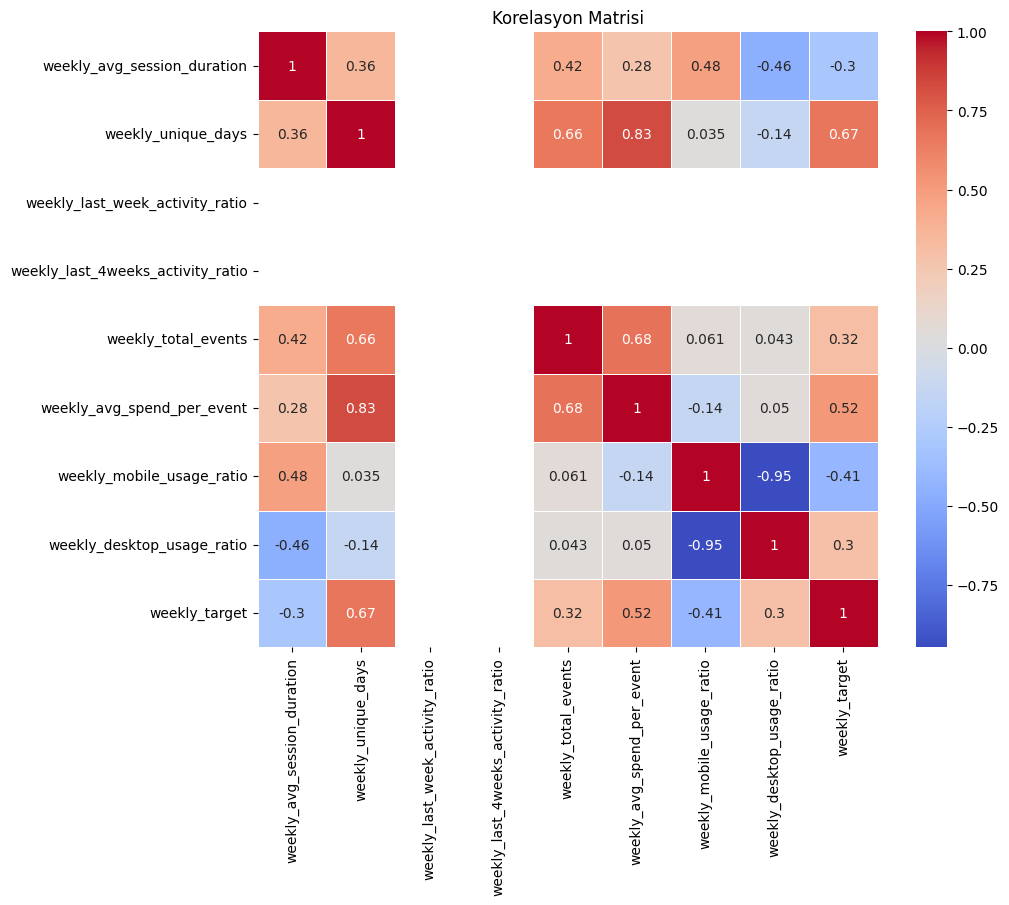 Korelasyon Matrisi
weekly_avg_session_duration 1 0.36 0.42 0.28 0.48 -0.46 -0.3
weekly_unique_days 0.36 1 0.66 0.83 0.035 -0.14 0.67
weekly_last_week_activity_ratio
weekly_last_4weeks_activity_ratio
weekly_total_events 0.42 0.66 1 0.68 0.061 0.043 0.32
weekly_avg_spend_per_event 0.28 0.83 0.68 1 -0.14 0.05 0.52
weekly_mobile_usage_ratio 0.48 0.035 0.061 -0.14 1 -0.95 -0.41
weekly_desktop_usage_ratio -0.46 -0.14 0.043 0.05 -0.95 1 0.3
weekly_target -0.3 0.67 0.32 0.52 -0.41 0.3 1
weekly_avg_session_duration
weekly_unique_days
weekly_last_week_activity_ratio
weekly_last_4weeks_activity_ratio
weekly_total_events
weekly_avg_spend_per_event
weekly_mobile_usage_ratio
weekly_desktop_usage_ratio
weekly_target
1.00
0.75
0.50
0.25
0.00
−0.25
−0.50
−0.75